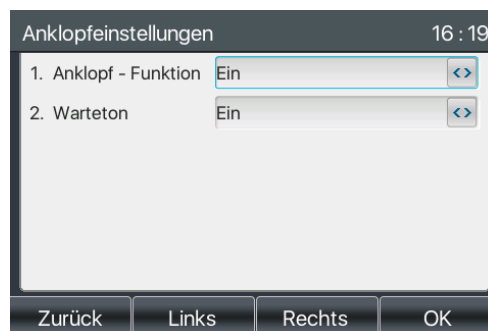 Anklopfeinstellungen 16 : 19
1. Anklopf - Funktion Ein
2. Warteton Ein
Zurück Links Rechts OK